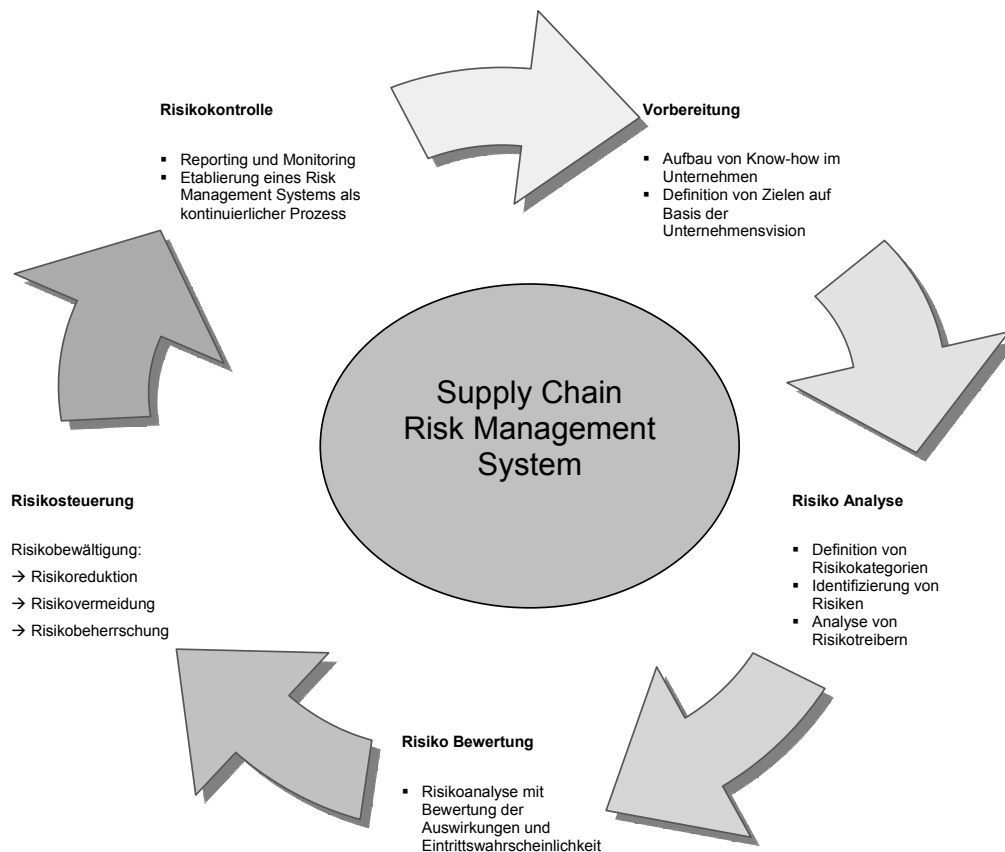 Risikokontrolle
▪ Reporting und Monitoring
▪ Etablierung eines Risk
Management Systems als
kontinuierlicher Prozess
Vorbereitung
▪ Aufbau von Know-how im
Unternehmen
▪ Definition von Zielen auf
Basis der
Unternehmensvision
Supply Chain
Risk Management
System
Risikosteuerung
Risikobewältigung:
→ Risikoreduktion
→ Risikovermeidung
→ Risikobeherrschung
Risiko Analyse
▪ Definition von
Risikokategorien
▪ Identifizierung von
Risiken
▪ Analyse von
Risikotreibern
Risiko Bewertung
▪ Risikoanalyse mit
Bewertung der
Auswirkungen und
Eintrittswahrscheinlichkeit